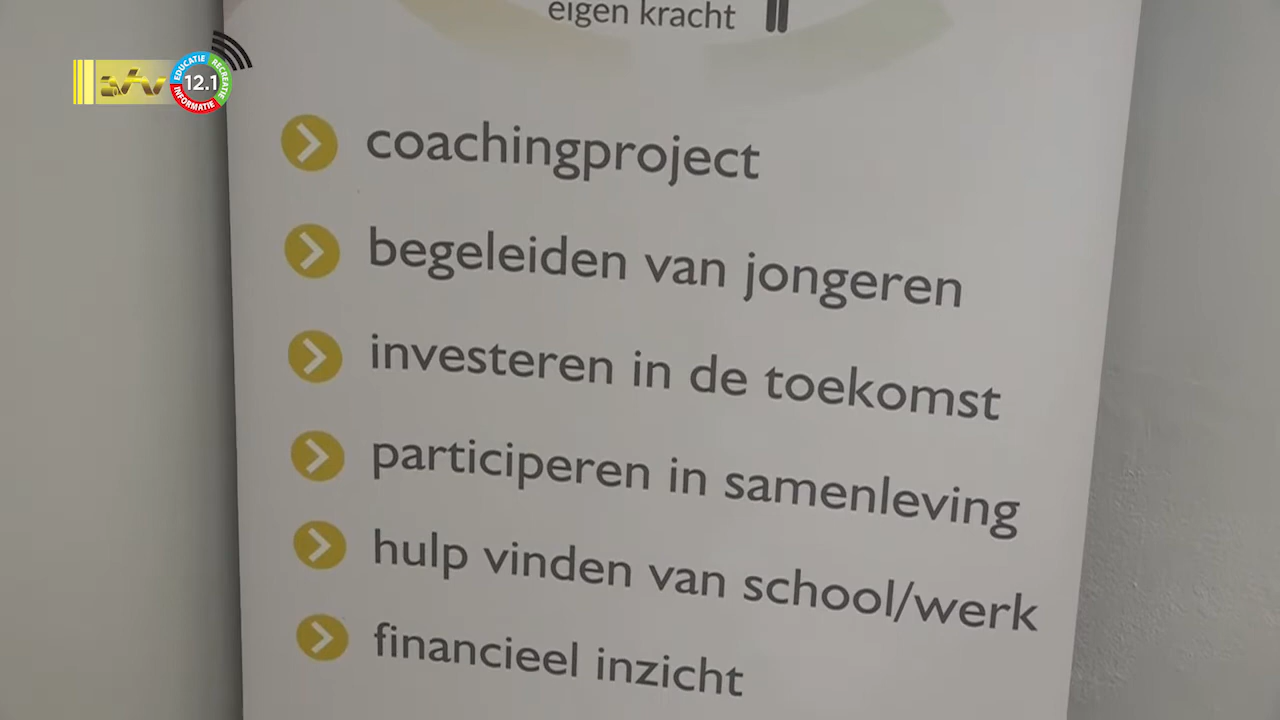 eigen kracht
EDUCATIE
RECREATIE
INFORMATIE
12.1
coachingproject
begeleiden van jongeren
investeren in de toekomst
participeren in samenleving
hulp vinden van school/werk
financieel inzicht